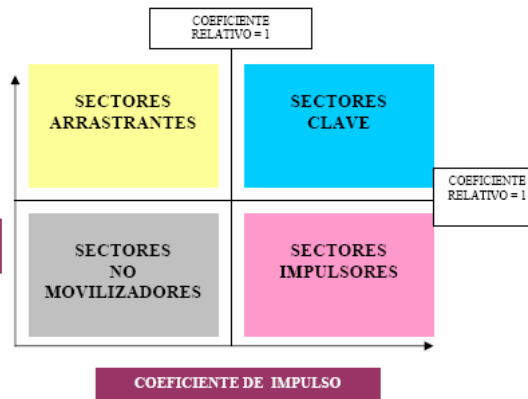 COEFICIENTE
RELATIVO = 1
SECTORES
ARRASTRANTES
SECTORES
CLAVE
COEFICIENTE
RELATIVO = 1
SECTORES
NO
MOVILIZADORES
SECTORES
IMPULSORES
COEFICIENTE DE IMPULSO